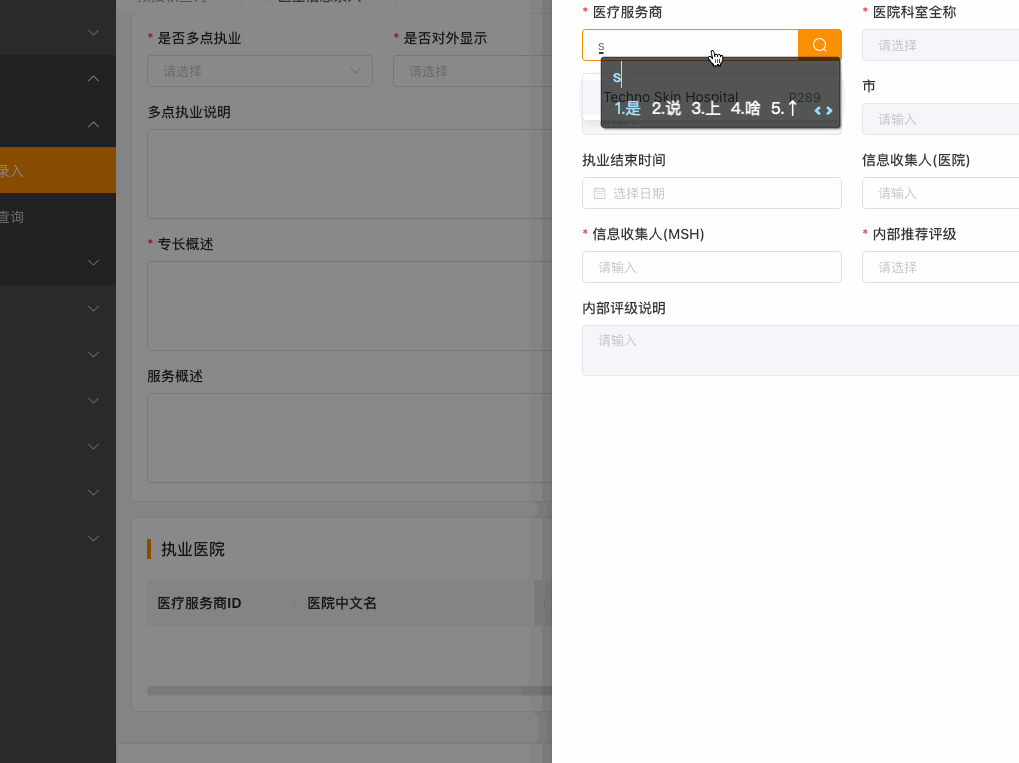 录入
查询
* 是否多点执业
* 是否对外显示
请选择
请选择
多点执业说明
* 专长概述
服务概述
执业医院
医疗服务商ID
医院中文名
* 医疗服务商
* 医院科室全称
s
请选择
s
Techno Skin Hospital
P289
1.是 2.说 3.上 4.啥 5.↑
市
请输入
执业结束时间
信息收集人(医院)
选择日期
请输入
* 信息收集人(MSH)
* 内部推荐评级
请输入
请选择
内部评级说明
请输入